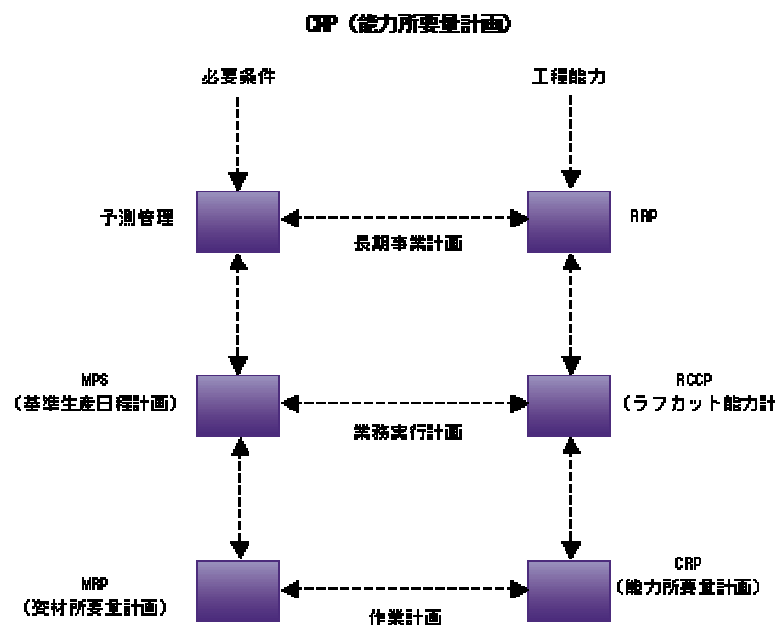 CRP（能力所要量計画）
必要条件
工程能力
予測管理
RRP
長期事業計画
MPS
（基準生産日程計画）
RCCP
（ラフカット能力計
業務実行計画
MRP
（資材所要量計画）
CRP
（能力所要量計画）
作業計画